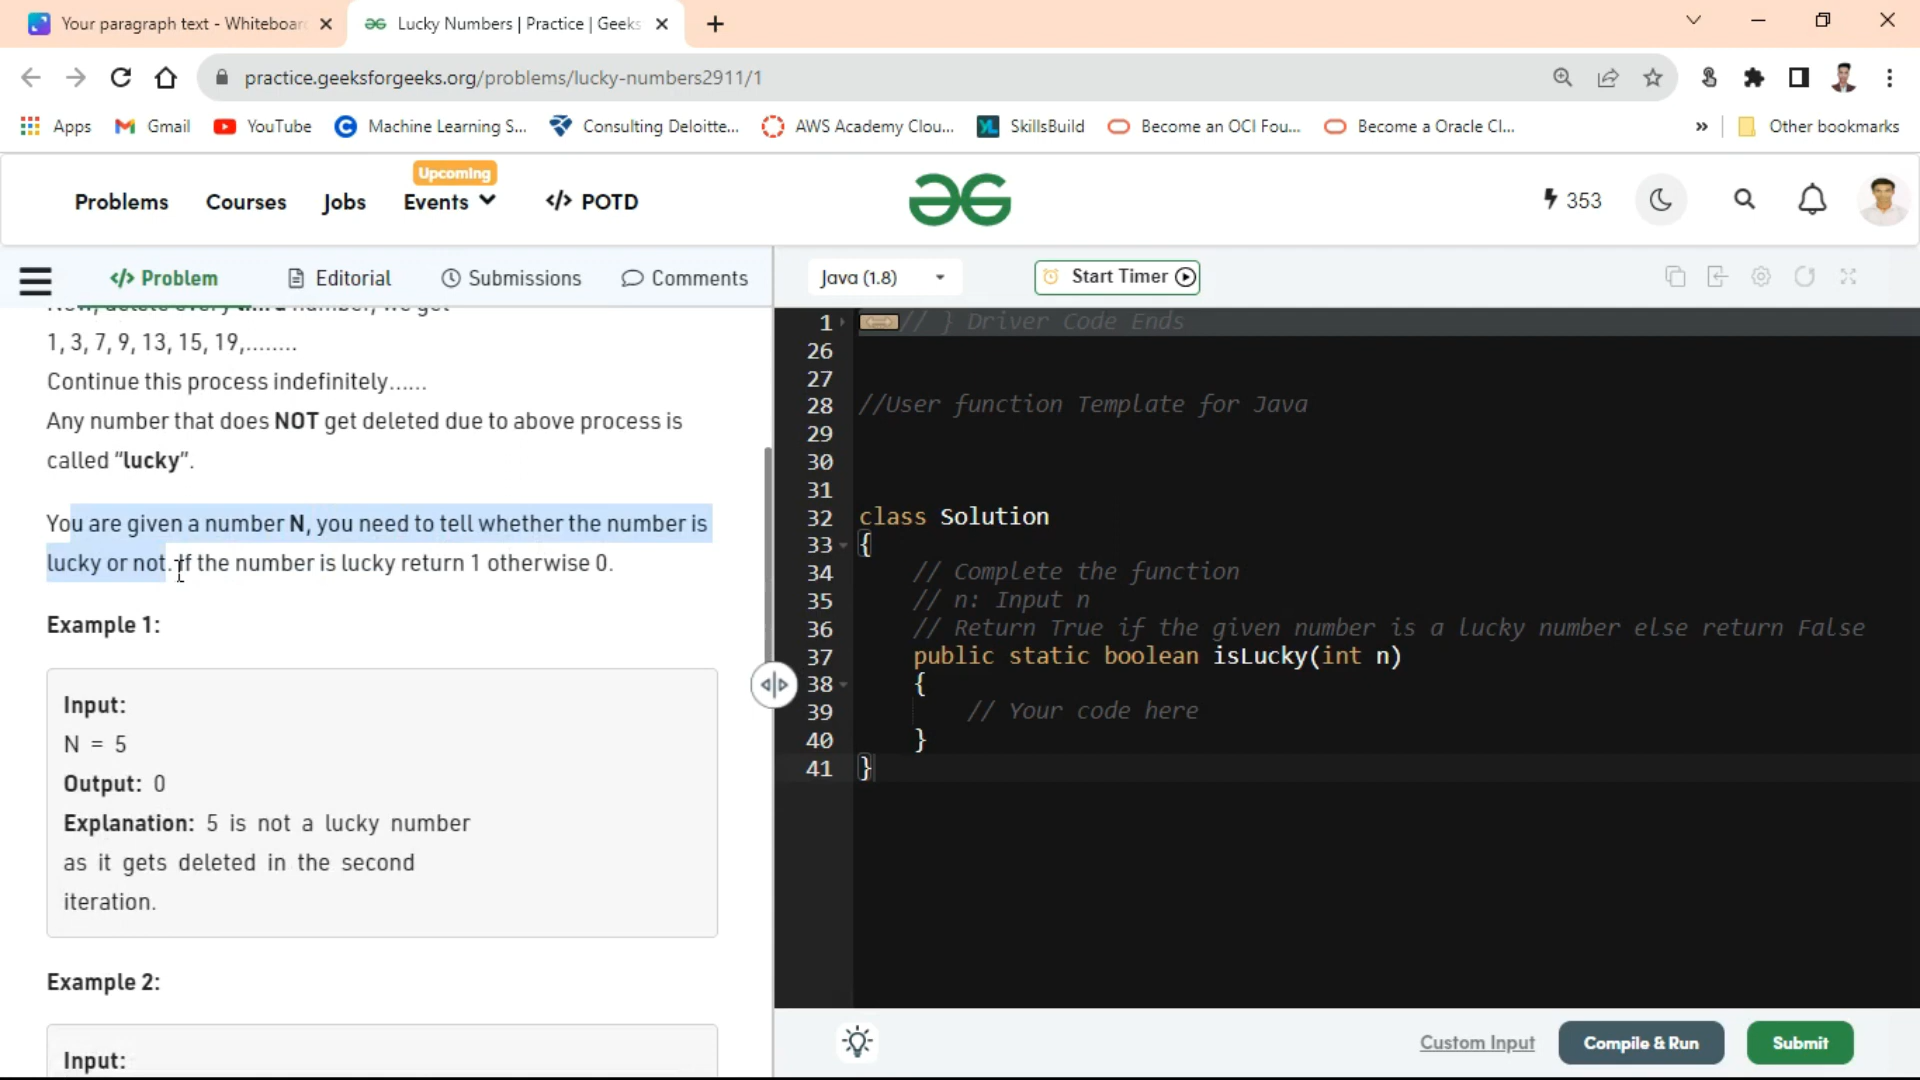 Your paragraph text - Whiteboar
Lucky Numbers | Practice | Geeks
practice.geeksforgeeks.org/problems/lucky-numbers2911/1
Apps
Gmail
YouTube
Machine Learning S...
Consulting Deloitte...
AWS Academy Clou...
SkillsBuild
Become an OCI Fou...
Become a Oracle Cl...
»
Other bookmarks
Upcoming
Problems
Courses
Jobs
Events
</> POTD
353
</> Problem
Editorial
Submissions
Comments
Java (1.8)
Start Timer
Now, delete every third number, we get
1, 3, 7, 9, 13, 15, 19,........
Continue this process indefinitely......
Any number that does NOT get deleted due to above process is
called “lucky”.
You are given a number N, you need to tell whether the number is
lucky or not. If the number is lucky return 1 otherwise 0.
Example 1:
Input:
N = 5
Output: 0
Explanation: 5 is not a lucky number
as it gets deleted in the second
iteration.
Example 2:
Input:
1 // } Driver Code Ends
26
27
28 //User function Template for Java
29
30
31
32 class Solution
33 {
34 // Complete the function
35 // n: Input n
36 // Return True if the given number is a lucky number else return False
37 public static boolean isLucky(int n)
38 {
39 // Your code here
40 }
41 }
Custom Input
Compile & Run
Submit